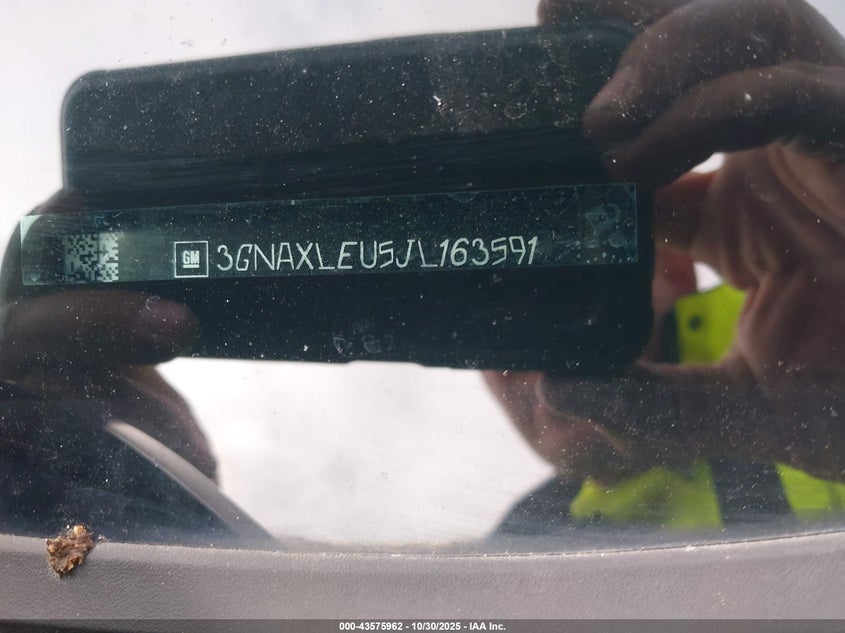 GM 3GNAXLEU5JL163591
000-43575962 - 10/30/2025 - IAA Inc.